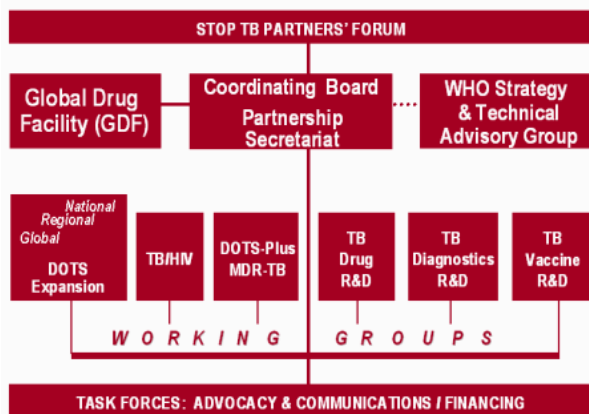 STOP TB PARTNERS' FORUM
Global Drug
Facility (GDF)
Coordinating Board
Partnership
Secretariat
WHO Strategy
& Technical
Advisory Group
National
Regional
Global
DOTS
Expansion
TB/HIV
DOTS-Plus
MDR-TB
TB
Drug
R&D
TB
Diagnostics
R&D
TB
Vaccine
R&D
WORKING GROUPS
TASK FORCES: ADVOCACY & COMMUNICATIONS / FINANCING